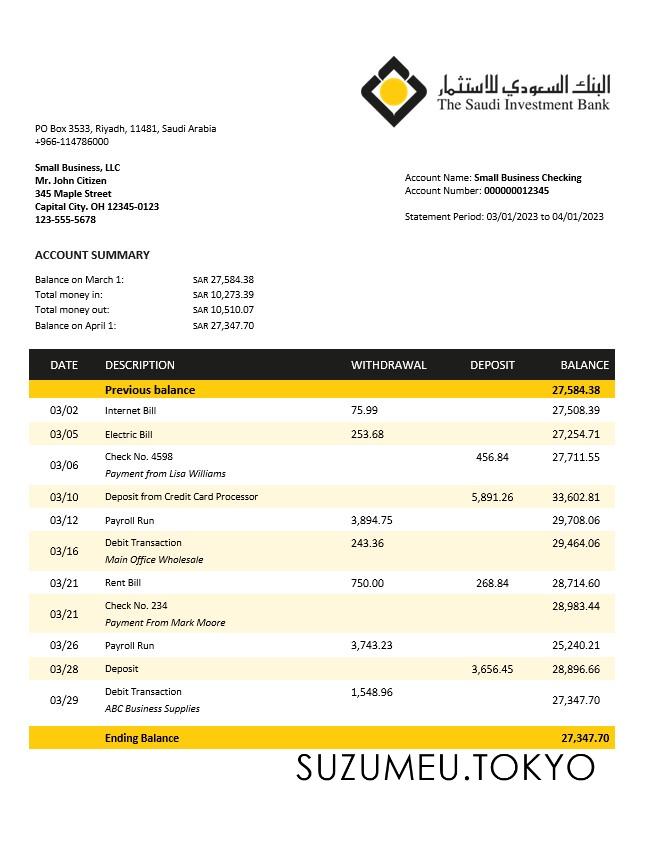 البنك السعودي للاستثمار
The Saudi Investment Bank
PO Box 3533, Riyadh, 11481, Saudi Arabia
+966-114786000
Small Business, LLC
Mr. John Citizen
345 Maple Street
Capital City. OH 12345-0123
123-555-5678
Account Name: Small Business Checking
Account Number: 000000012345
Statement Period: 03/01/2023 to 04/01/2023
ACCOUNT SUMMARY
Balance on March 1: SAR 27,584.38
Total money in: SAR 10,273.39
Total money out: SAR 10,510.07
Balance on April 1: SAR 27,347.70
DATE DESCRIPTION WITHDRAWAL DEPOSIT BALANCE
Previous balance 27,584.38
03/02 Internet Bill 75.99 27,508.39
03/05 Electric Bill 253.68 27,254.71
03/06 Check No. 4598 456.84 27,711.55
Payment from Lisa Williams
03/10 Deposit from Credit Card Processor 5,891.26 33,602.81
03/12 Payroll Run 3,894.75 29,708.06
03/16 Debit Transaction 243.36 29,464.06
Main Office Wholesale
03/21 Rent Bill 750.00 268.84 28,714.60
03/21 Check No. 234 28,983.44
Payment From Mark Moore
03/26 Payroll Run 3,743.23 25,240.21
03/28 Deposit 3,656.45 28,896.66
03/29 Debit Transaction 1,548.96 27,347.70
ABC Business Supplies
Ending Balance 27,347.70
SUZUMEU.TOKYO